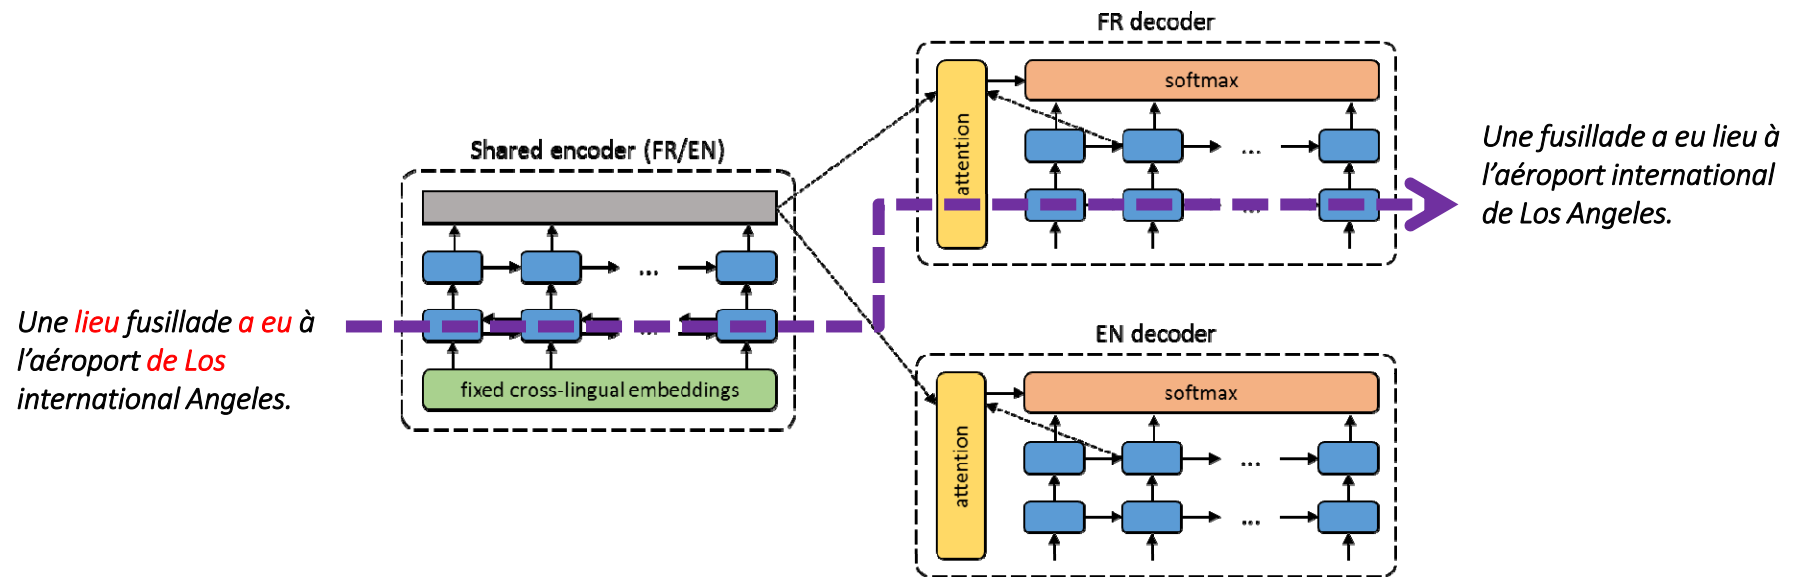 FR decoder
softmax
attention
...
...
Une fusillade a eu lieu à
l'aéroport international
de Los Angeles.
Shared encoder (FR/EN)
...
...
fixed cross-lingual embeddings
Une lieu fusillade a eu à
l'aéroport de Los
international Angeles.
EN decoder
softmax
attention
...
...